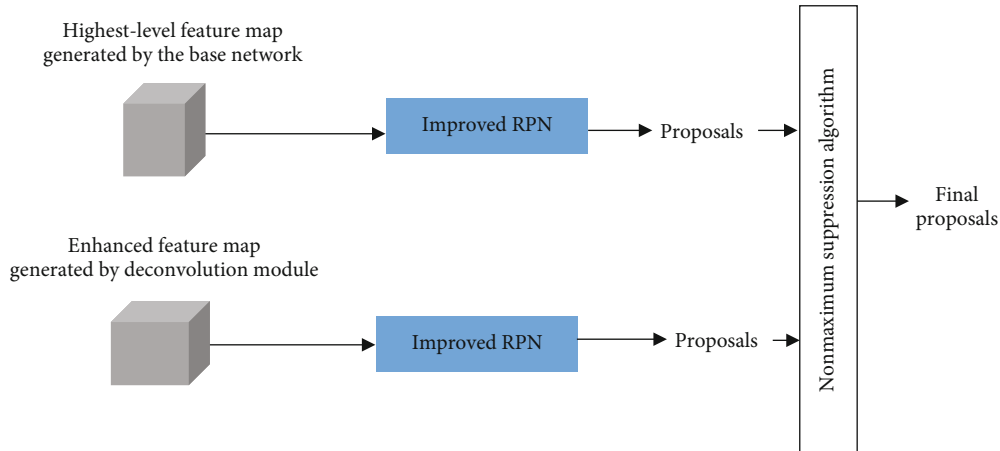 Highest-level feature map
generated by the base network
Improved RPN
Proposals
Enhanced feature map
generated by deconvolution module
Improved RPN
Proposals
Nonmaximum suppression algorithm
Final
proposals